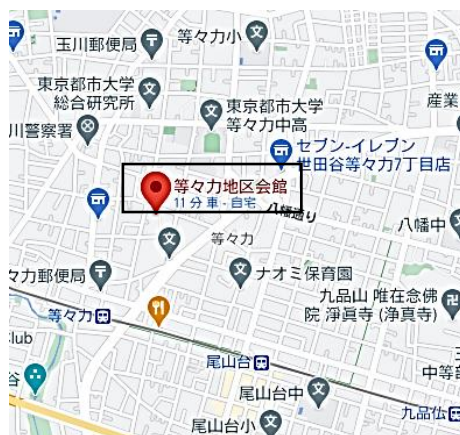 玉川郵便局
等々力小
東京都市大学
総合研究所
東京都市大学
等々力中高
産業
川警察署
セブン-イレブン
世田谷等々力7丁目店
等々力地区会館
11 分 車 - 自宅
八幡通り
八幡中
等々力
々力郵便局
ナオミ保育園
九品山 唯在念佛
院 淨眞寺 (浄真寺)
等々力
Club
尾山台
中等部
谷
尾山台中
九品仏
尾山台小